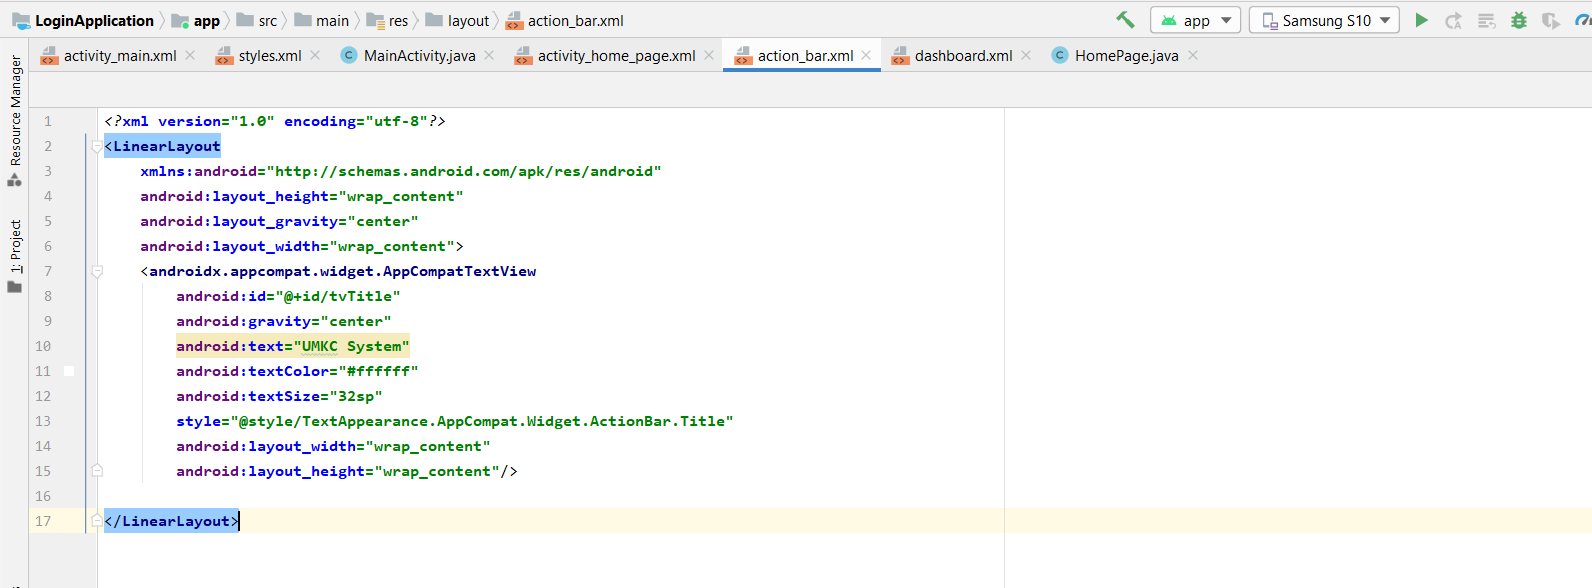 LoginApplication app src main res layout action_bar.xml app Samsung S10
activity_main.xml styles.xml MainActivity.java activity_home_page.xml action_bar.xml dashboard.xml HomePage.java
Resource Manager
1: Project
1 <?xml version="1.0" encoding="utf-8"?>
2 <LinearLayout
3 xmlns:android="http://schemas.android.com/apk/res/android"
4 android:layout_height="wrap_content"
5 android:layout_gravity="center"
6 android:layout_width="wrap_content">
7 <androidx.appcompat.widget.AppCompatTextView
8 android:id="@+id/tvTitle"
9 android:gravity="center"
10 android:text="UMKC System"
11 android:textColor="#ffffff"
12 android:textSize="32sp"
13 style="@style/TextAppearance.AppCompat.Widget.ActionBar.Title"
14 android:layout_width="wrap_content"
15 android:layout_height="wrap_content"/>
16
17 </LinearLayout>